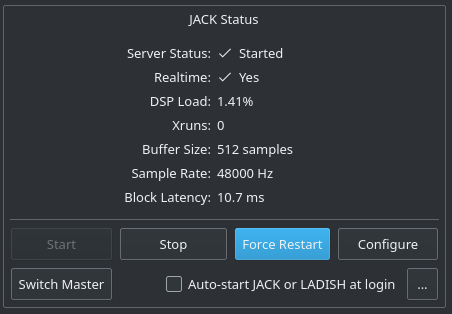 JACK Status
Server Status: ✓ Started
Realtime: ✓ Yes
DSP Load: 1.41%
Xruns: 0
Buffer Size: 512 samples
Sample Rate: 48000 Hz
Block Latency: 10.7 ms
Start Stop Force Restart Configure
Switch Master Auto-start JACK or LADISH at login ...